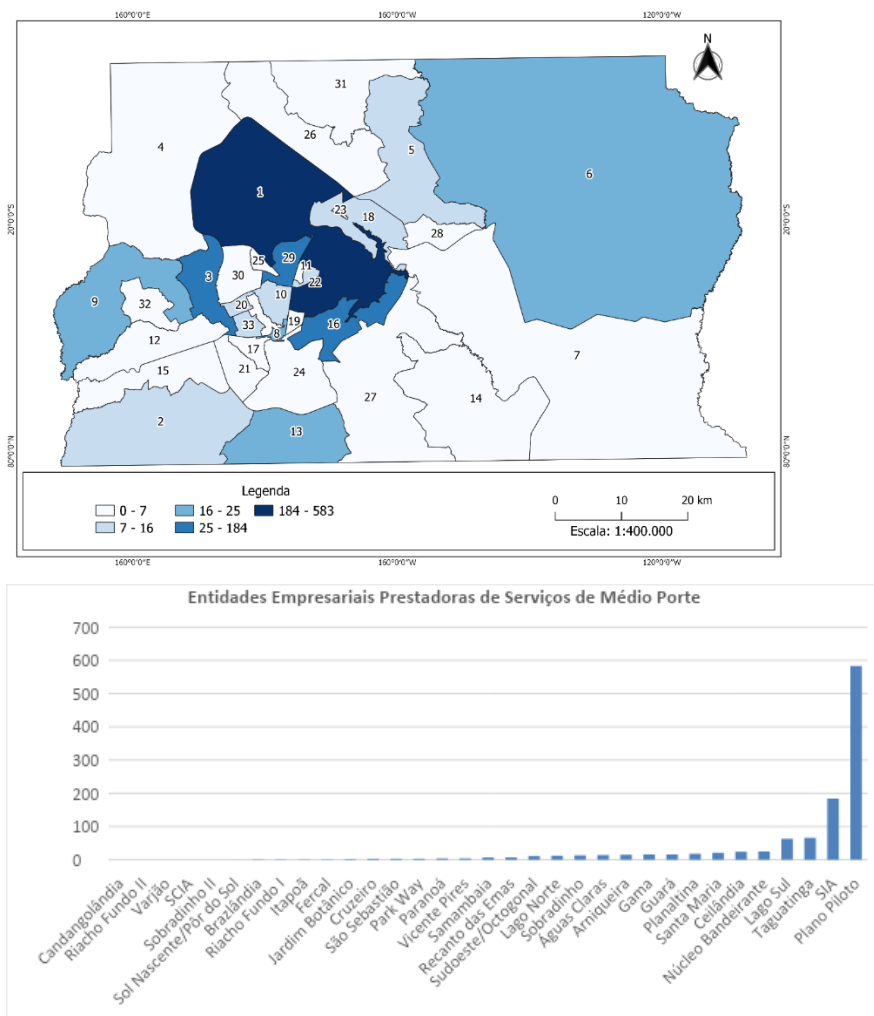 160°0'0"E 160°0'0"W 120°0'0"W
N
31
4 26 5
6
1
20°0'0"S 20°0'0"S
23 18
28
29
25 11
3 30 22
9 10
32 20
33 8 19 16
12 17
7
15 21 24
27 14
2 13
80°0'0"N 80°0'0"N
Legenda
0 - 7 16 - 25 184 - 583
7 - 16 25 - 184
0 10 20 km
Escala: 1:400.000
160°0'0"E 160°0'0"W 120°0'0"W
Entidades Empresariais Prestadoras de Serviços de Médio Porte
700
600
500
400
300
200
100
0
Candangolândia
Riacho Fundo II
Varjão
SCIA
Sobradinho II
Sol Nascente/Pôr do Sol
Brazlândia
Riacho Fundo I
Itapoã
Fercal
Jardim Botânico
Cruzeiro
São Sebastião
Park Way
Paranoá
Vicente Pires
Samambaia
Recanto das Emas
Sudoeste/Octogonal
Lago Norte
Sobradinho
Aguas Claras
Arniqueira
Gama
Guará
Planaltina
Santa Maria
Ceilândia
Núcleo Bandeirante
Lago Sul
Taguatinga
SIA
Plano Piloto